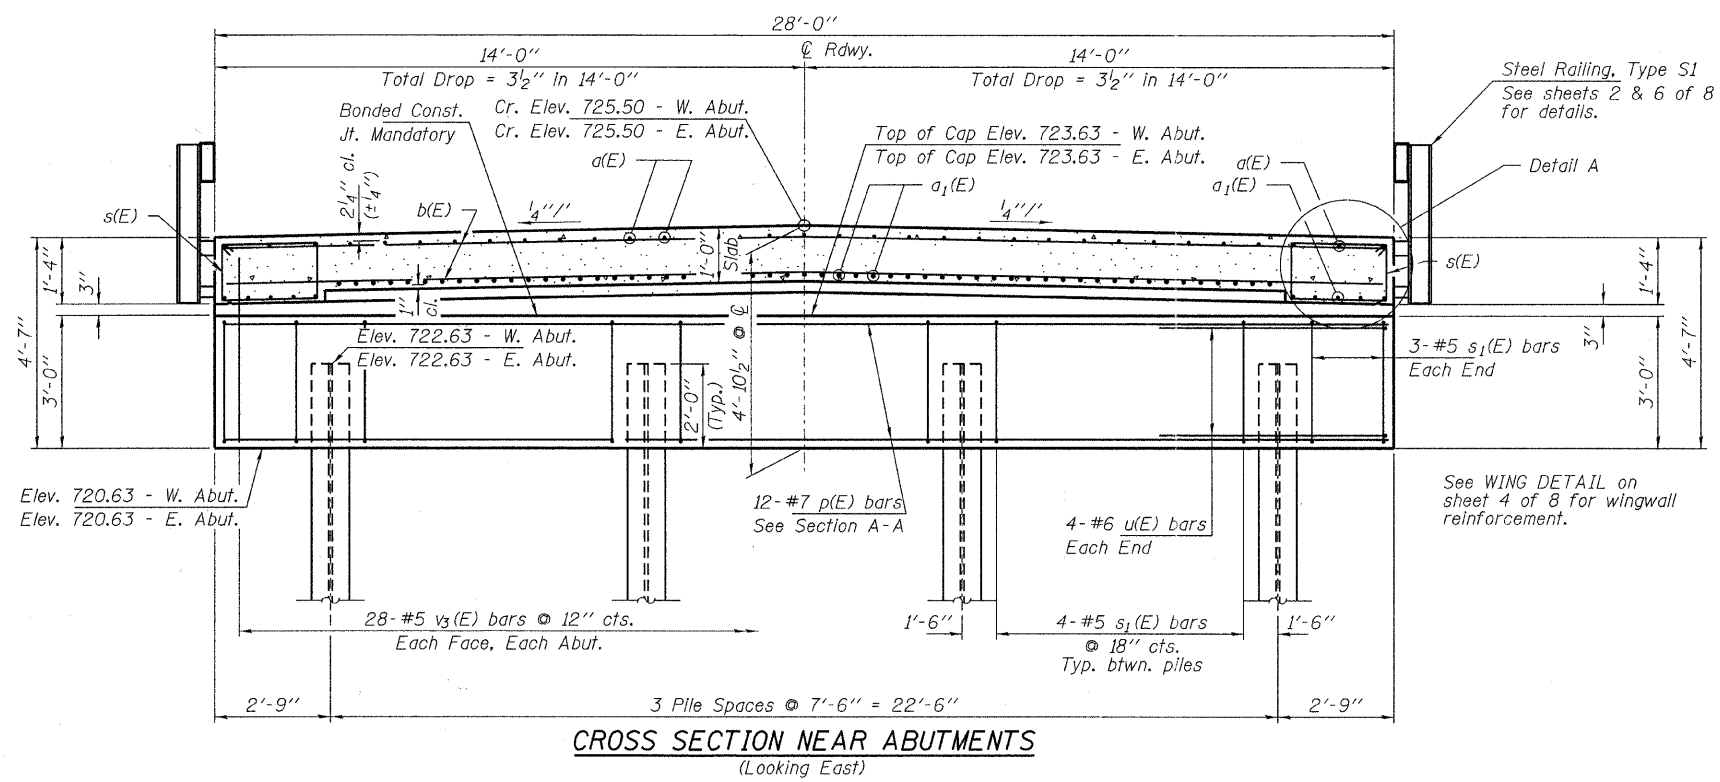 28'-0"
14'-0"
℄ Rdwy.
14'-0"
Total Drop = 3½" in 14'-0"
Total Drop = 3½" in 14'-0"
Steel Railing, Type S1
See sheets 2 & 6 of 8
for details.
Bonded Const.
Jt. Mandatory
Cr. Elev. 725.50 - W. Abut.
Cr. Elev. 725.50 - E. Abut.
Top of Cap Elev. 723.63 - W. Abut.
Top of Cap Elev. 723.63 - E. Abut.
2¼" cl.
(±¼")
a(E)
a₁(E)
a(E)
a₁(E)
Detail A
s(E)
b(E)
¼"/'
¼"/'
1'-0"
Slab
s(E)
1'-4"
3"
4'-7"
3'-0"
1"
cl.
1'-4"
3"
4'-7"
3'-0"
Elev. 722.63 - W. Abut.
Elev. 722.63 - E. Abut.
2'-0"
(Typ.)
4'-10½" @ ℄
3-#5 s₁(E) bars
Each End
Elev. 720.63 - W. Abut.
Elev. 720.63 - E. Abut.
12-#7 p(E) bars
See Section A-A
4-#6 u(E) bars
Each End
See WING DETAIL on
sheet 4 of 8 for wingwall
reinforcement.
28-#5 v₃(E) bars @ 12" cts.
Each Face, Each Abut.
1'-6"
4-#5 s₁(E) bars
@ 18" cts.
Typ. btwn. piles
1'-6"
2'-9"
3 Pile Spaces @ 7'-6" = 22'-6"
2'-9"
CROSS SECTION NEAR ABUTMENTS
(Looking East)